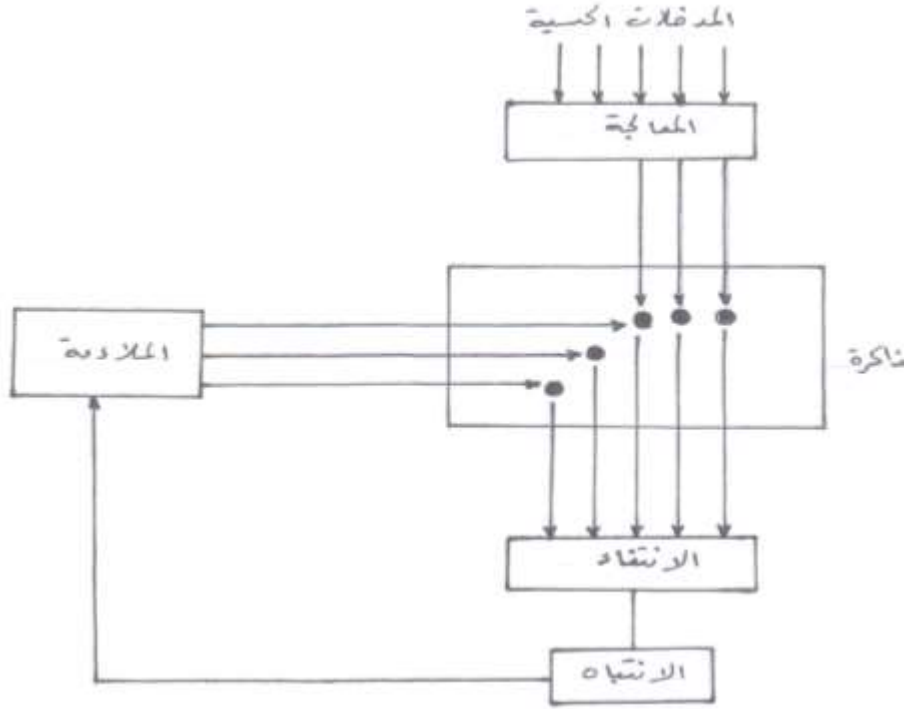 المدخلات الحسية
المعالجة
الملاءمة
ذاكرة
الانتقاء
الانتباه